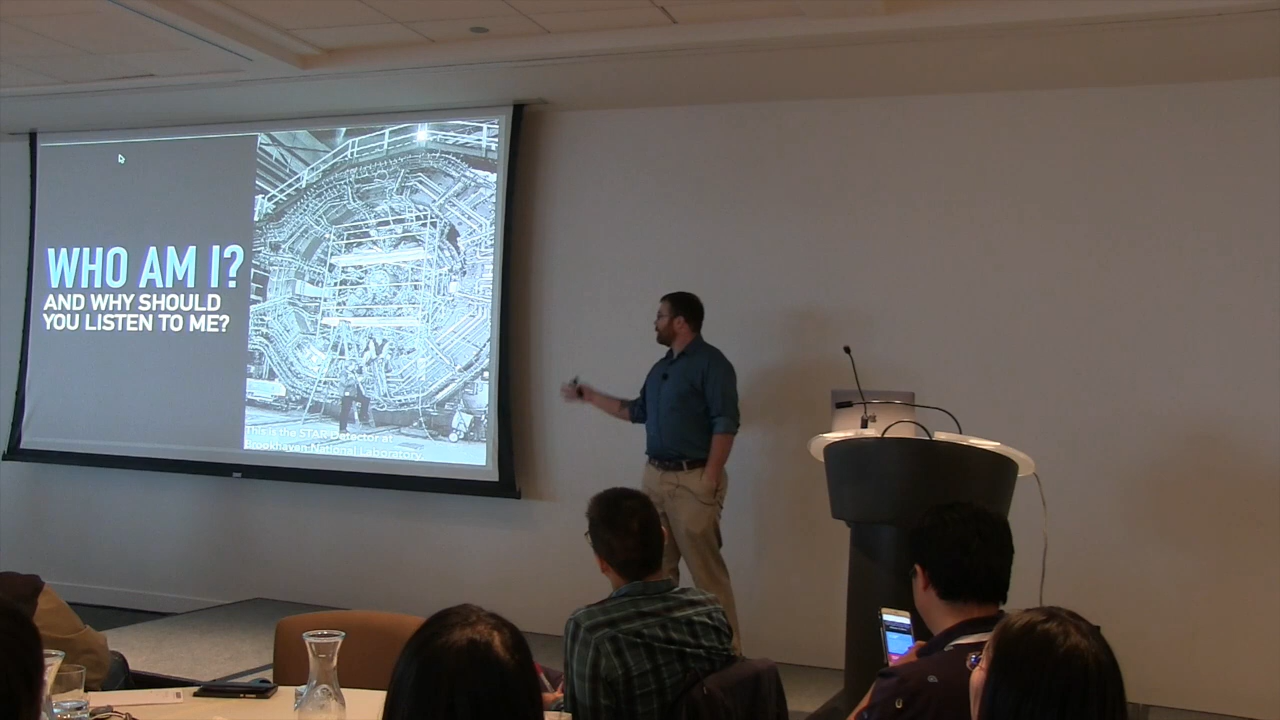 WHO AM I?
AND WHY SHOULD
YOU LISTEN TO ME?
This is the STAR Detector at
Brookhaven National Laboratory.